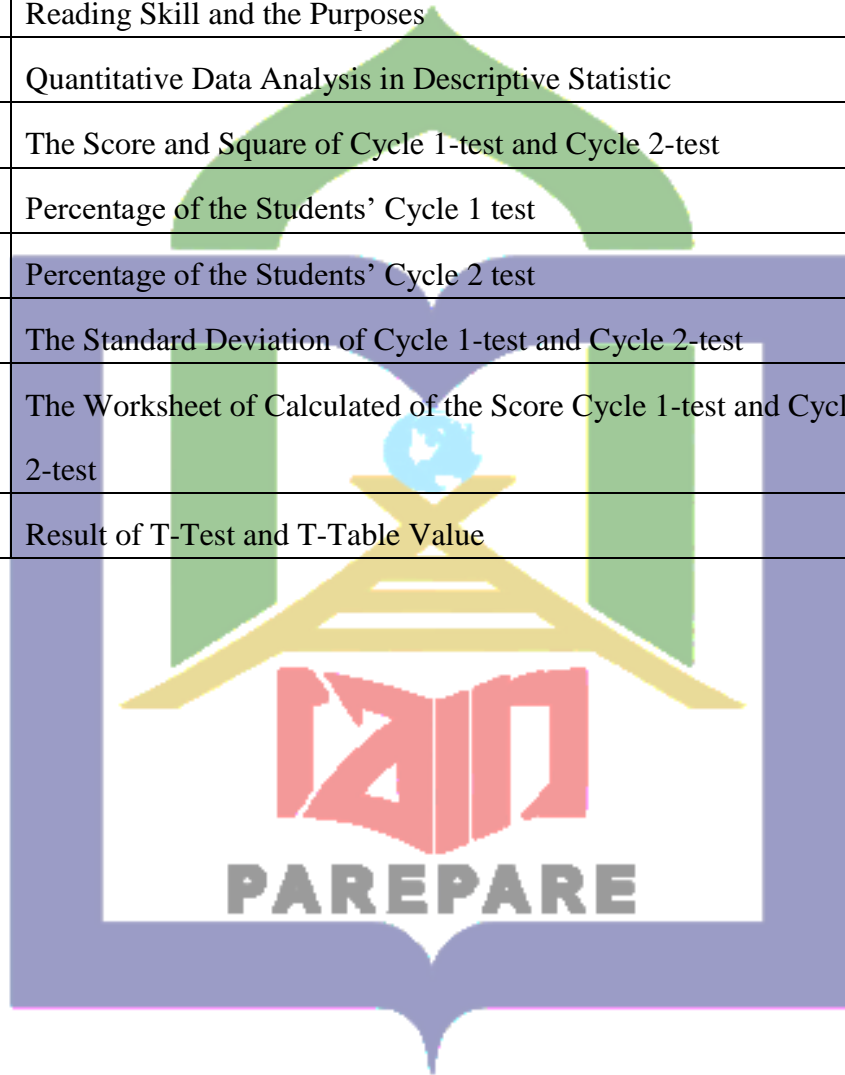 Reading Skill and the Purposes
Quantitative Data Analysis in Descriptive Statistic
The Score and Square of Cycle 1-test and Cycle 2-test
Percentage of the Students’ Cycle 1 test
Percentage of the Students’ Cycle 2 test
The Standard Deviation of Cycle 1-test and Cycle 2-test
The Worksheet of Calculated of the Score Cycle 1-test and Cycl
2-test
Result of T-Test and T-Table Value
iain
PAREPARE